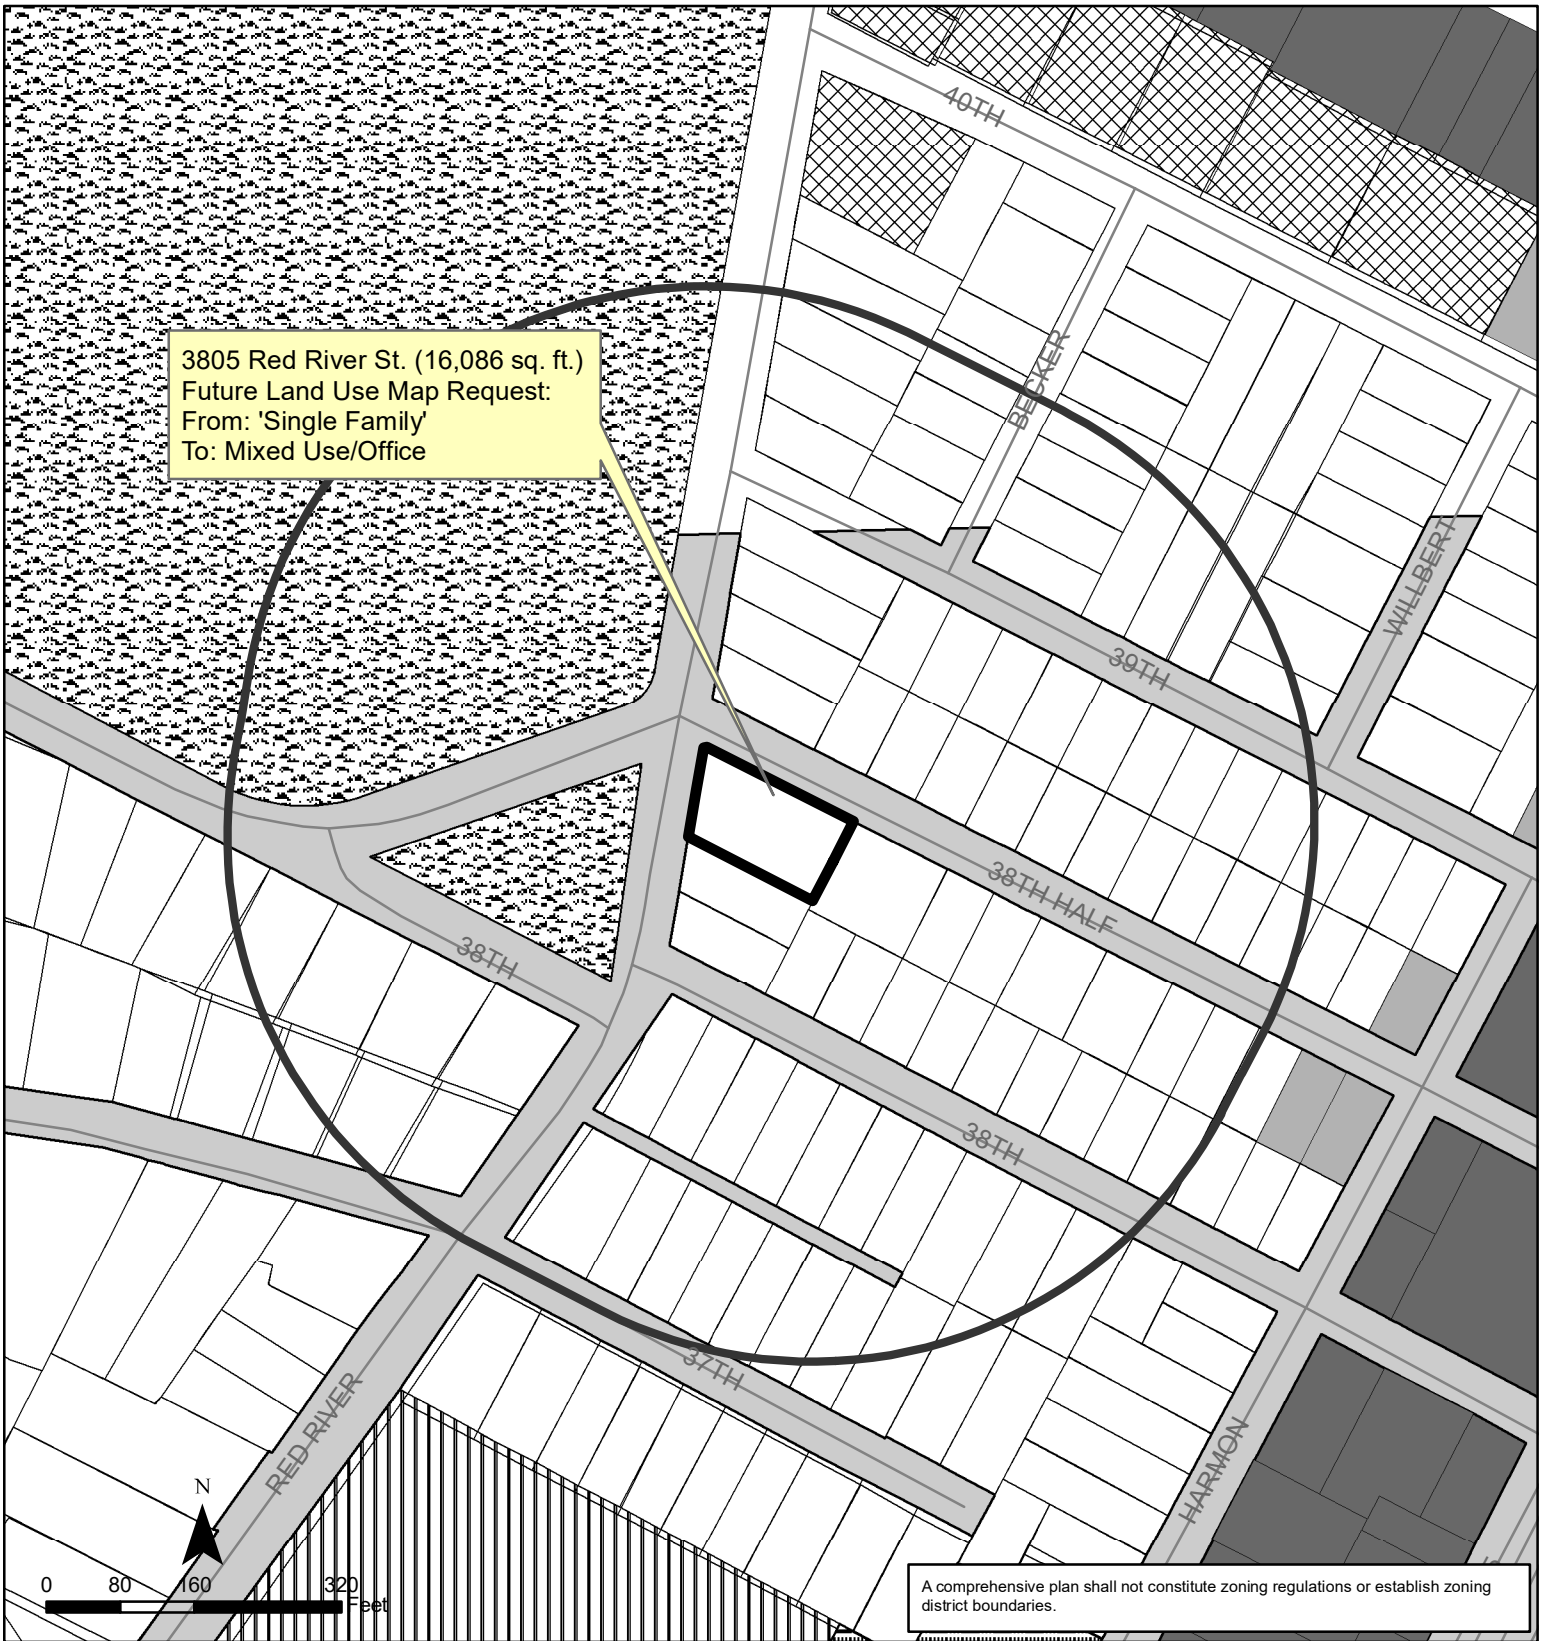 40TH
BECKER
3805 Red River St. (16,086 sq. ft.)
Future Land Use Map Request:
From: 'Single Family'
To: Mixed Use/Office
WILLBERT
39TH
38TH HALF
38TH
38TH
37TH
RED RIVER
HARMON
N
0 80 160 320
Feet
A comprehensive plan shall not constitute zoning regulations or establish zoning
district boundaries.